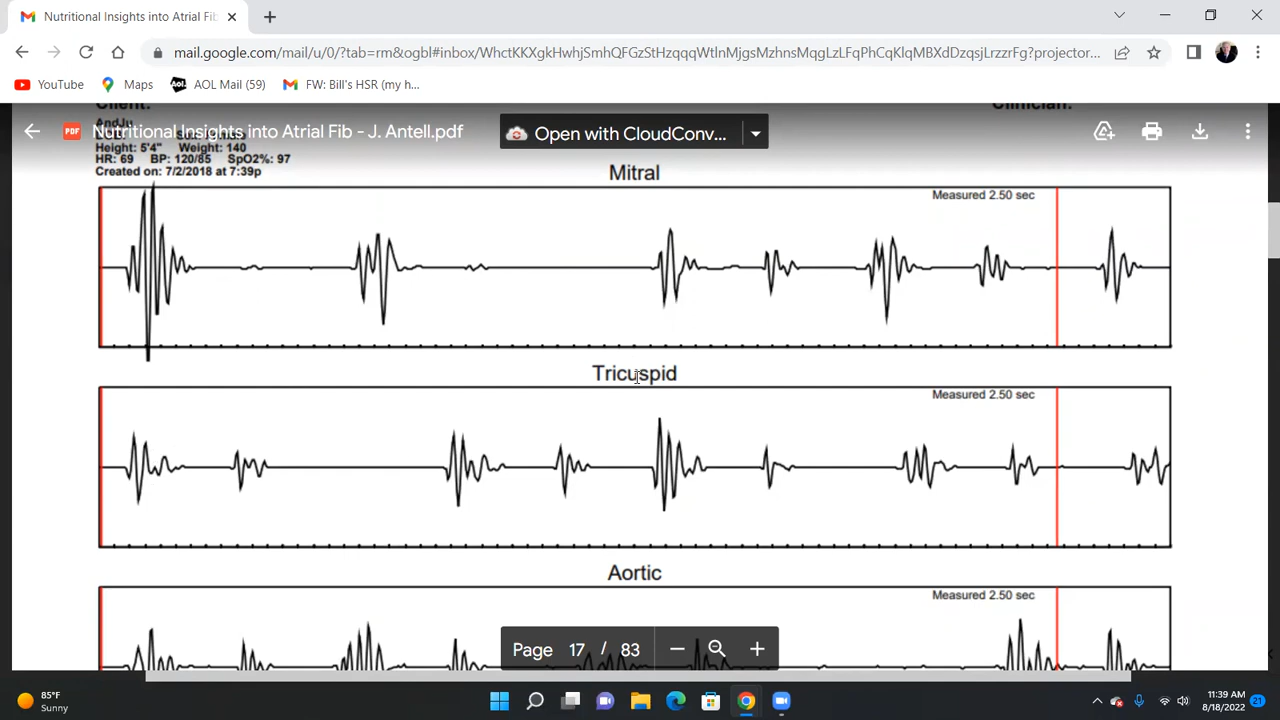 Nutritional Insights into Atrial Fib
mail.google.com/mail/u/0/?tab=rm&ogbl#inbox/WhctKKXgkHwhjSmhQFGzStHzqqqWtlnMjgsMzhnsMqgLzLFqPhCqKlqMBXdDzqsjLrzzrFg?projector...
YouTube Maps AOL Mail (59) FW: Bill's HSR (my h...
Client: Clinician:
PDF Nutritional Insights into Atrial Fib - J. Antell.pdf Open with CloudConv...
Height: 5'4" Weight: 140
HR: 69 BP: 120/85 SpO2%: 97
Created on: 7/2/2018 at 7:39p
Mitral
Measured 2.50 sec
Tricuspid
Measured 2.50 sec
Aortic
Measured 2.50 sec
Page 17 / 83
85°F
Sunny
11:39 AM
8/18/2022
21